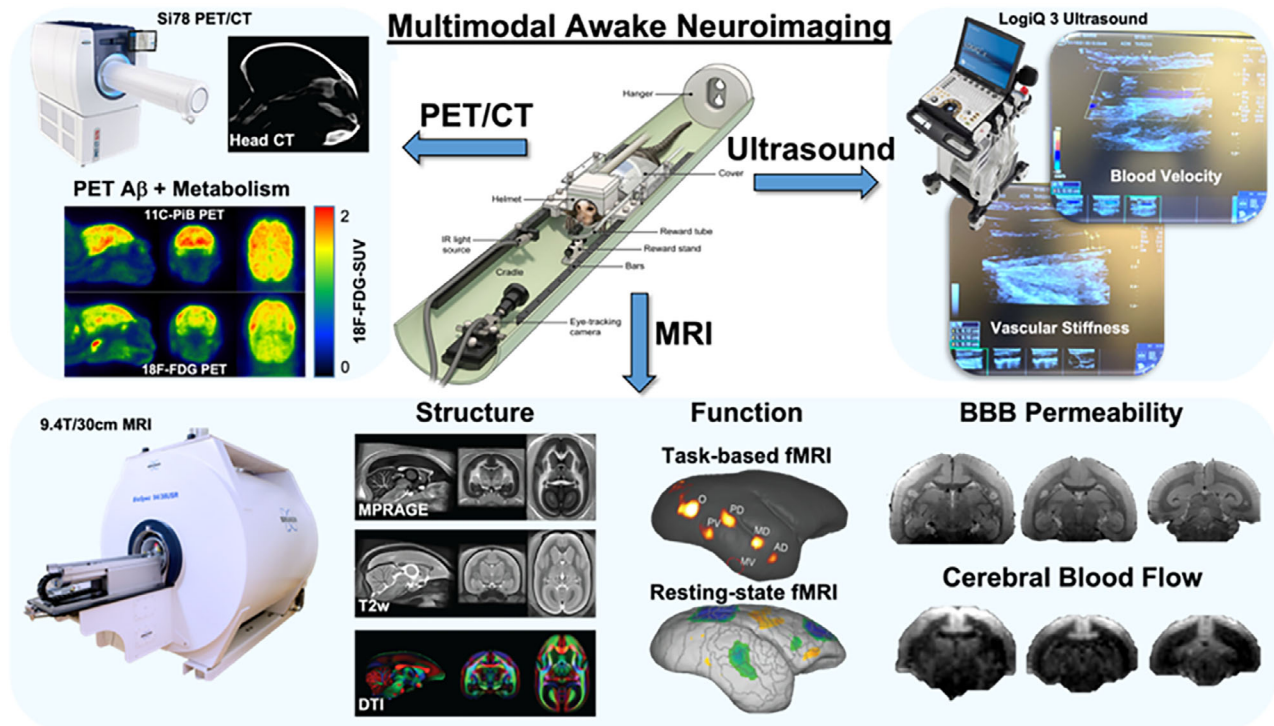 Multimodal Awake Neuroimaging
Si78 PET/CT
Head CT
PET Aβ + Metabolism
11C-PiB PET
18F-FDG PET
2
18F-FDG-SUV
0
PET/CT
Ultrasound
MRI
Hanger
Cover
Helmet
IR light
source
Reward tube
Reward stand
Bars
Cradle
Eye-tracking
camera
LogiQ 3 Ultrasound
Blood Velocity
Vascular Stiffness
9.4T/30cm MRI
Structure
MPRAGE
T2w
DTI
Function
Task-based fMRI
O
PD
PV
MD
AD
MV
Resting-state fMRI
BBB Permeability
Cerebral Blood Flow